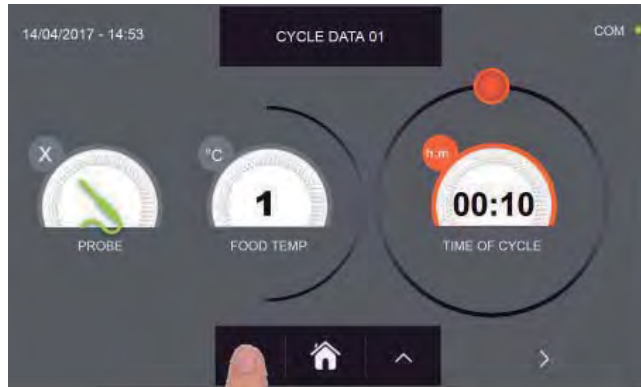 14/04/2017 - 14:53
CYCLE DATA 01
COM
X
°C
h:m
1
00:10
PROBE
FOOD TEMP
TIME OF CYCLE